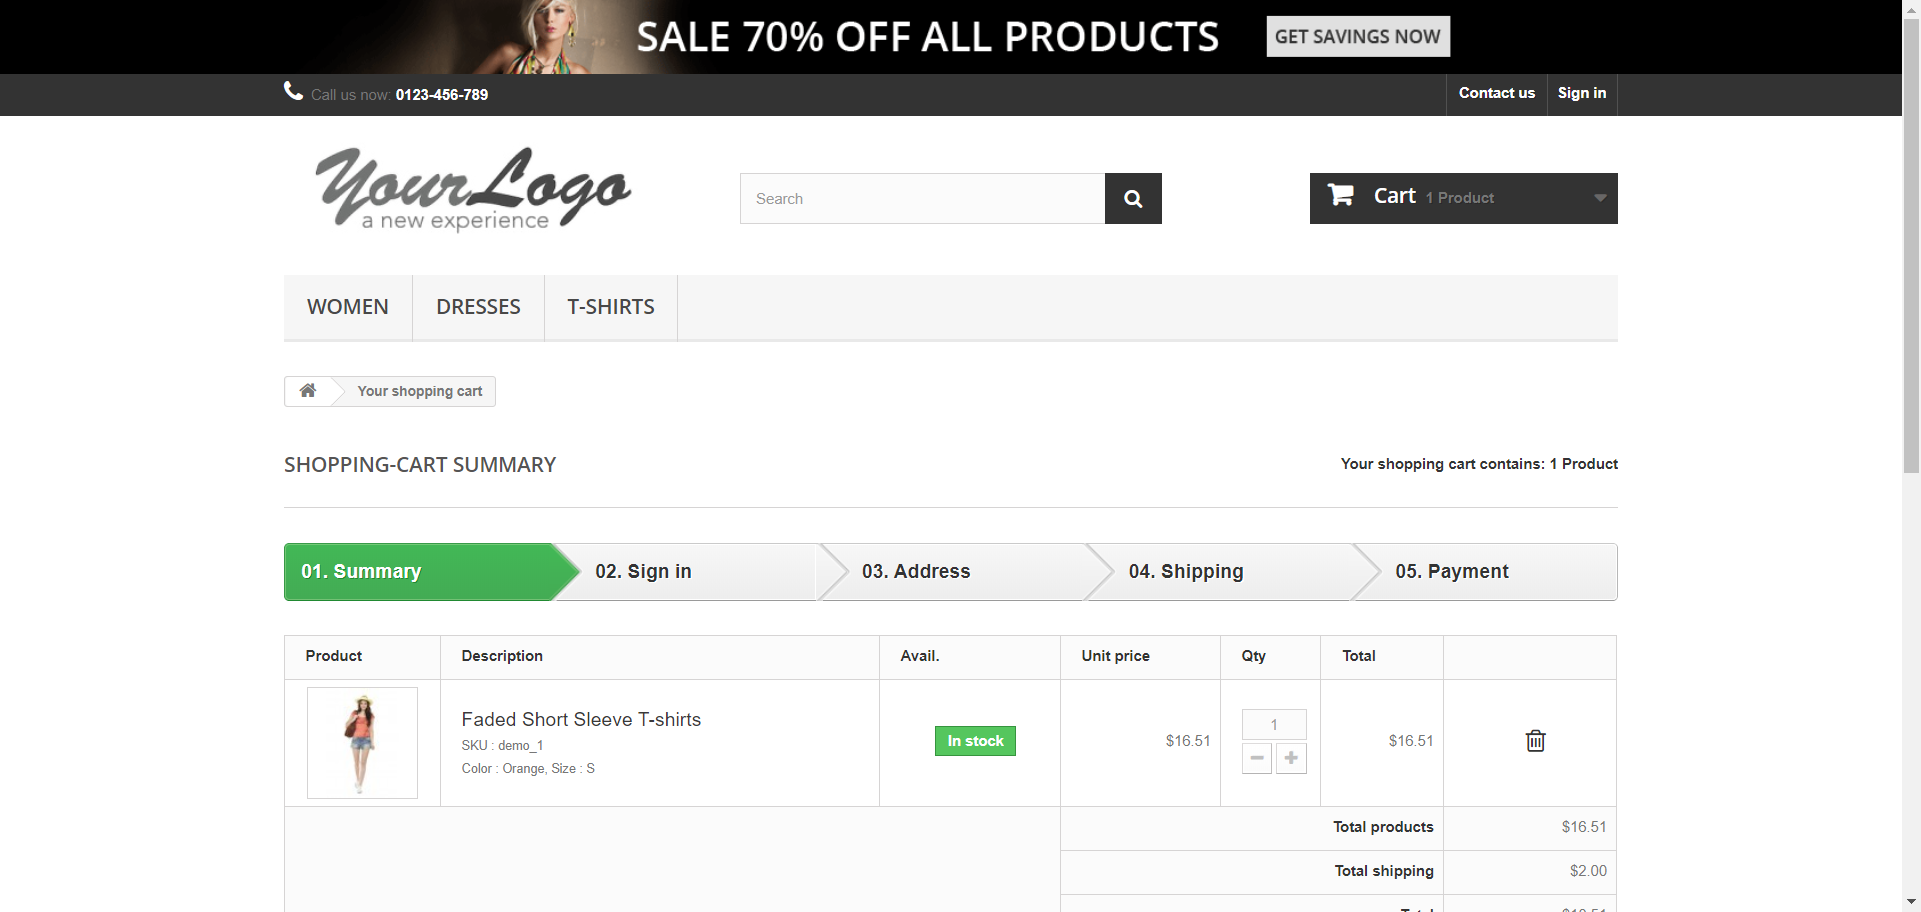 SALE 70% OFF ALL PRODUCTS GET SAVINGS NOW
Call us now: 0123-456-789 Contact us Sign in
YourLogo
a new experience
Search
Cart 1 Product
WOMEN DRESSES T-SHIRTS
Your shopping cart
SHOPPING-CART SUMMARY Your shopping cart contains: 1 Product
01. Summary 02. Sign in 03. Address 04. Shipping 05. Payment
Product Description Avail. Unit price Qty Total
Faded Short Sleeve T-shirts
SKU : demo_1
Color : Orange, Size : S
In stock $16.51 1 $16.51
Total products $16.51
Total shipping $2.00